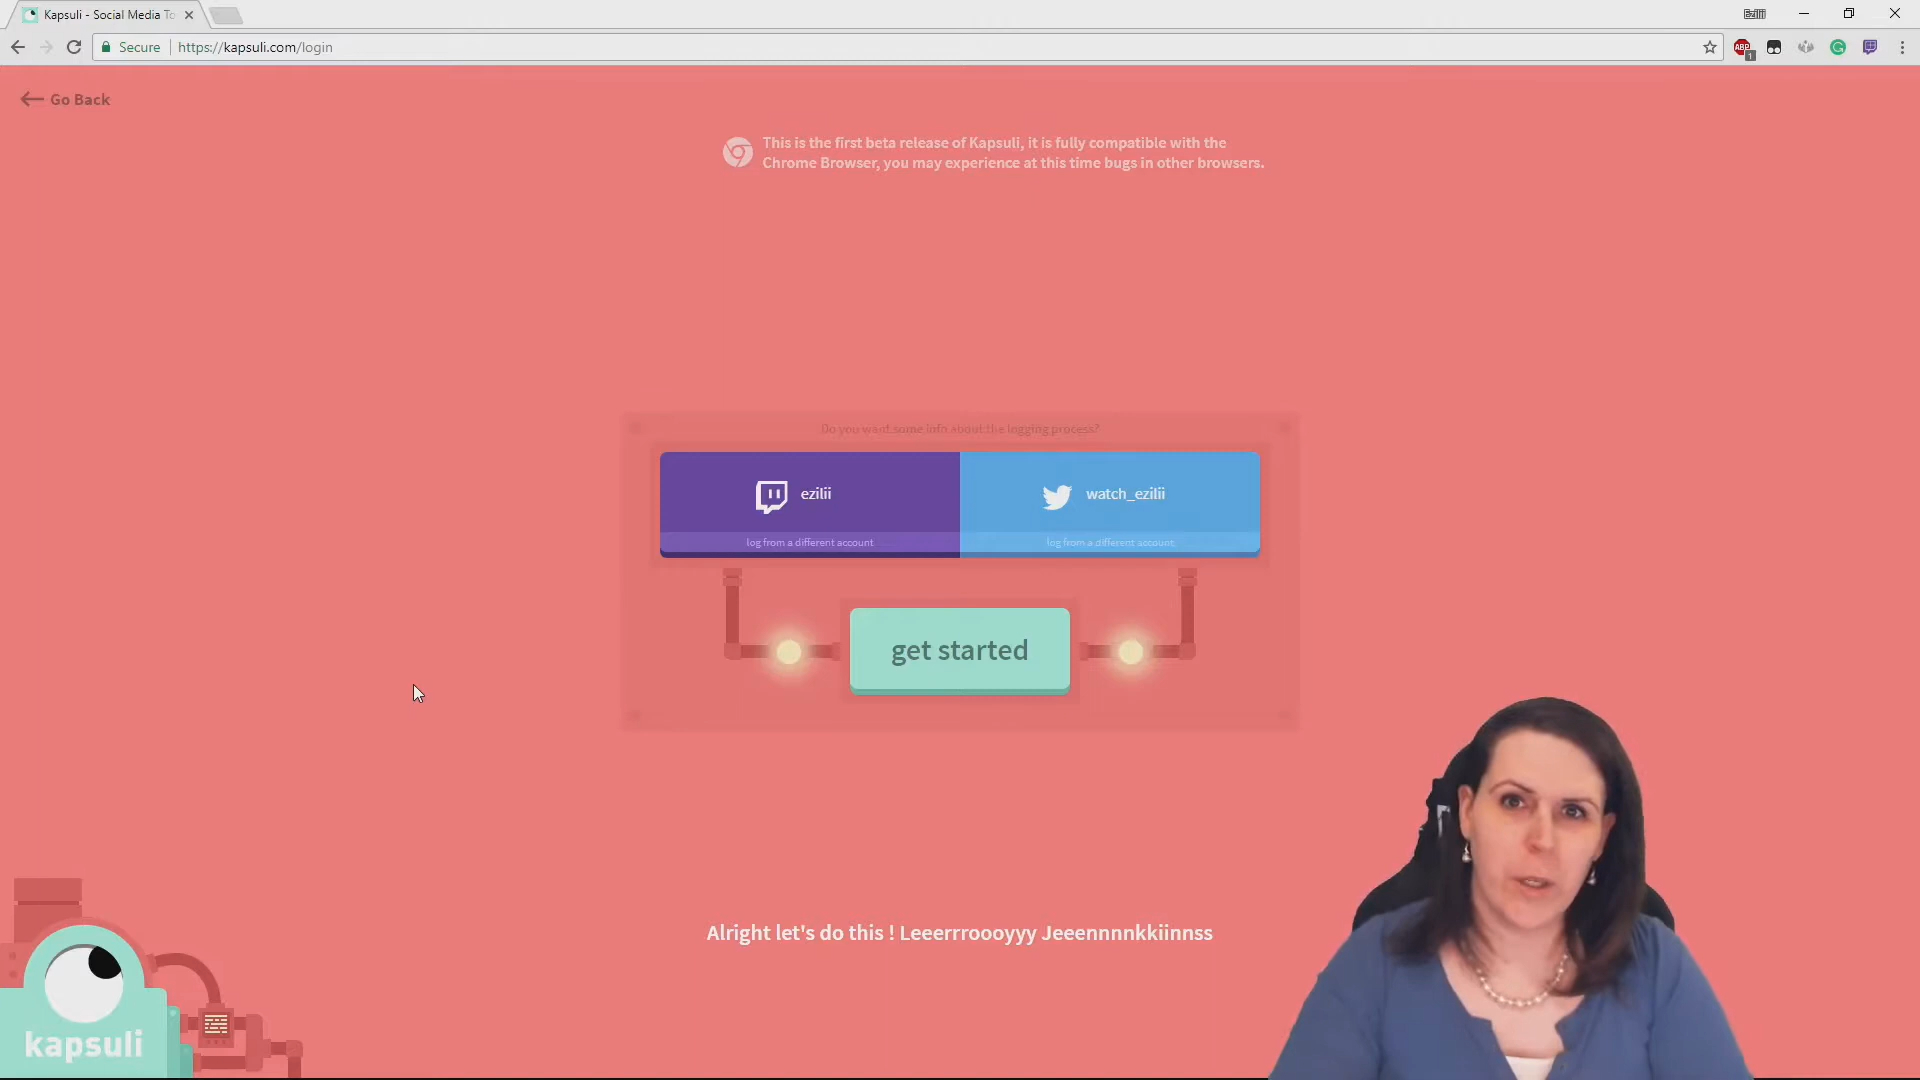 Kapsuli - Social Media To
Ezilii
Secure
https://kapsuli.com/login
ABP
1
Go Back
This is the first beta release of Kapsuli, it is fully compatible with the
Chrome Browser, you may experience at this time bugs in other browsers.
Do you want some info about the logging process?
ezilii
watch_ezilii
log from a different account
log from a different account
get started
Alright let's do this ! Leeerrroooyyy Jeeennnnkkiinnss
kapsuli